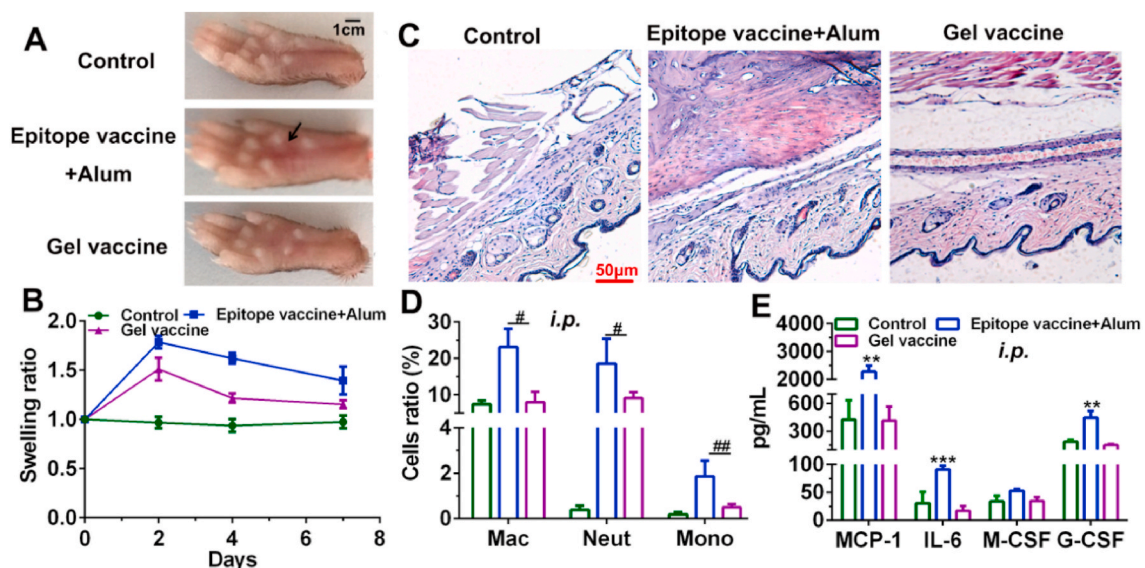 A
1cm
Control
Epitope vaccine
+Alum
Gel vaccine
C
Control
Epitope vaccine+Alum
Gel vaccine
50μm
B
Control
Epitope vaccine+Alum
Gel vaccine
Swelling ratio
2.0
1.5
1.0
0.5
0.0
0
2
4
6
8
Days
D
i.p.
#
#
##
Cells ratio (%)
30
20
10
4
2
0
Mac
Neut
Mono
E
Control
Epitope vaccine+Alum
Gel vaccine
i.p.
**
***
**
pg/mL
4000
3000
2000
600
300
100
50
0
MCP-1
IL-6
M-CSF
G-CSF